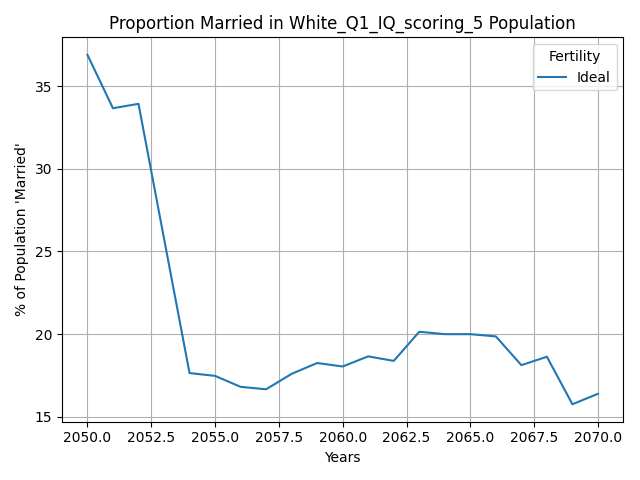 Proportion Married in White_Q1_IQ_scoring_5 Population
Fertility
Ideal
% of Population 'Married'
35
30
25
20
15
2050.0 2052.5 2055.0 2057.5 2060.0 2062.5 2065.0 2067.5 2070.0
Years